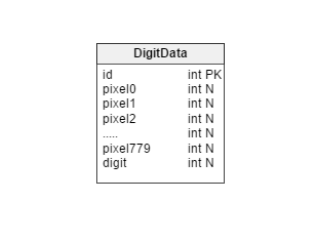 DigitData
id int PK
pixel0 int N
pixel1 int N
pixel2 int N
..... int N
pixel779 int N
digit int N